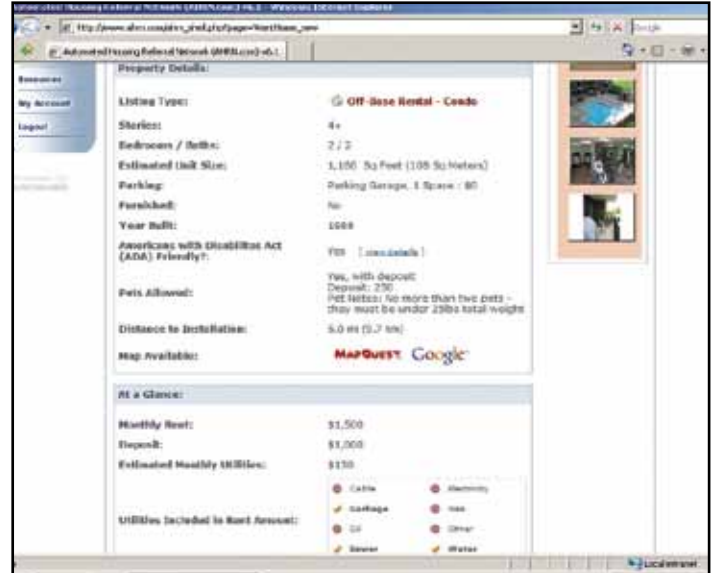 Automated Housing Referral Network (AHRN.com) v6.1 - Windows Internet Explorer
Google
Automated Housing Referral Network (AHRN.com) v6.1
Resources
My Account
Logout
Property Details:
Listing Type: Off-Base Rental - Condo
Stories: 4+
Bedrooms / Baths: 2 / 2
Estimated Unit Size: Sq Feet Sq Meters)
Parking: Parking Garage, 1 Space : $0
Furnished: No
Year Built:
Americans with Disabilities Act
(ADA) Friendly?: Yes [ view details ]
Pets Allowed: Yes, with deposit
Deposit: 250
Pet Notes: No more than two pets -
they must be under 25lbs total weight
Distance to Installation:
Map Available: MAPQUEST Google
At a Glance:
Monthly Rent: $1,500
Deposit: $1,000
Estimated Monthly Utilities: $150
Utilities Included in Rent Amount:
Cable Electricity
Garbage Gas
Oil Other
Sewer Water
Local intranet